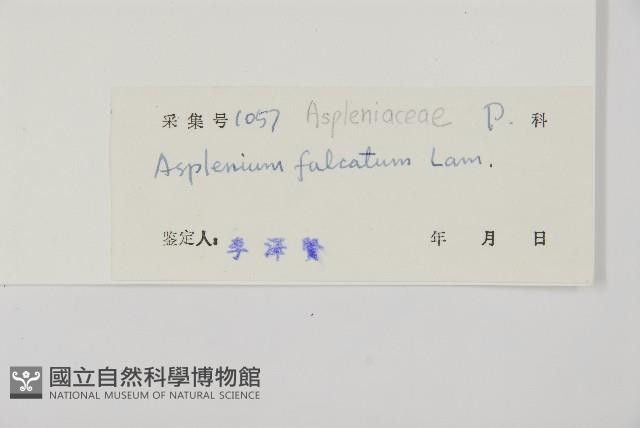 采集号 1057 Aspleniaceae P. 科
Asplenium falcatum Lam.
鉴定人: 李泽贤 年 月 日
國立自然科學博物館
NATIONAL MUSEUM OF NATURAL SCIENCE